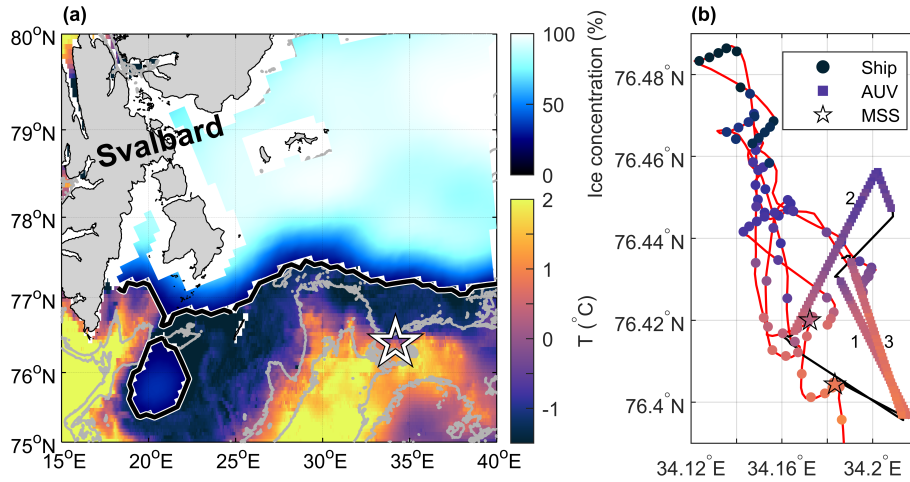 (a)
80°N
79°N
78°N
77°N
76°N
75°N
15°E
20°E
25°E
30°E
35°E
40°E
Svalbard
100
50
0
Ice concentration (%)
2
1
0
-1
T (°C)
(b)
76.48°N
76.46°N
76.44°N
76.42°N
76.4°N
34.12°E
34.16°E
34.2°E
Ship
AUV
MSS
2
1
3